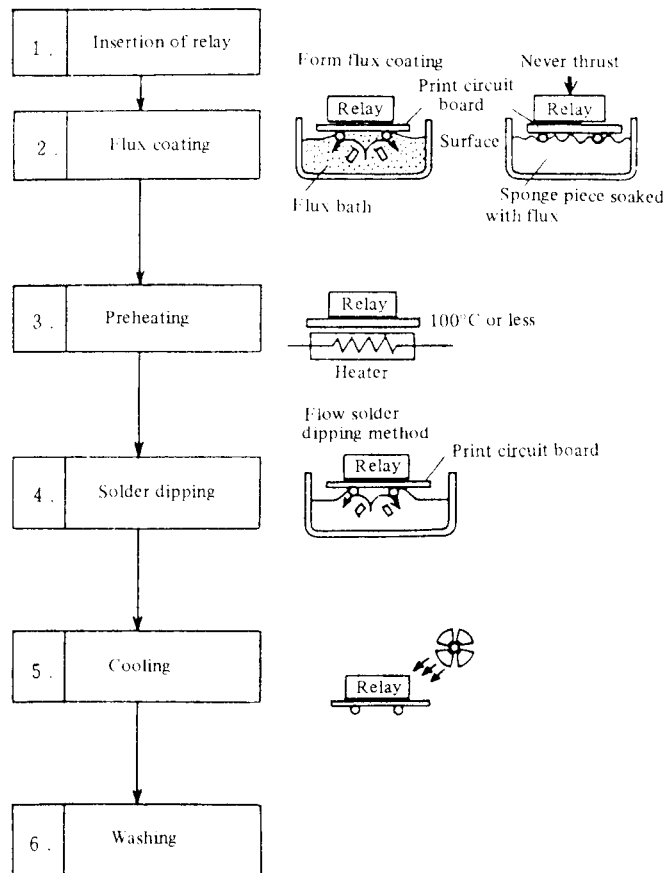 1. Insertion of relay
2. Flux coating
Form flux coating
Print circuit
board
Relay
Flux bath
Never thrust
Relay
Surface
Sponge piece soaked
with flux
3. Preheating
Relay
100°C or less
Heater
4. Solder dipping
Flow solder
dipping method
Print circuit board
Relay
5. Cooling
Relay
6. Washing